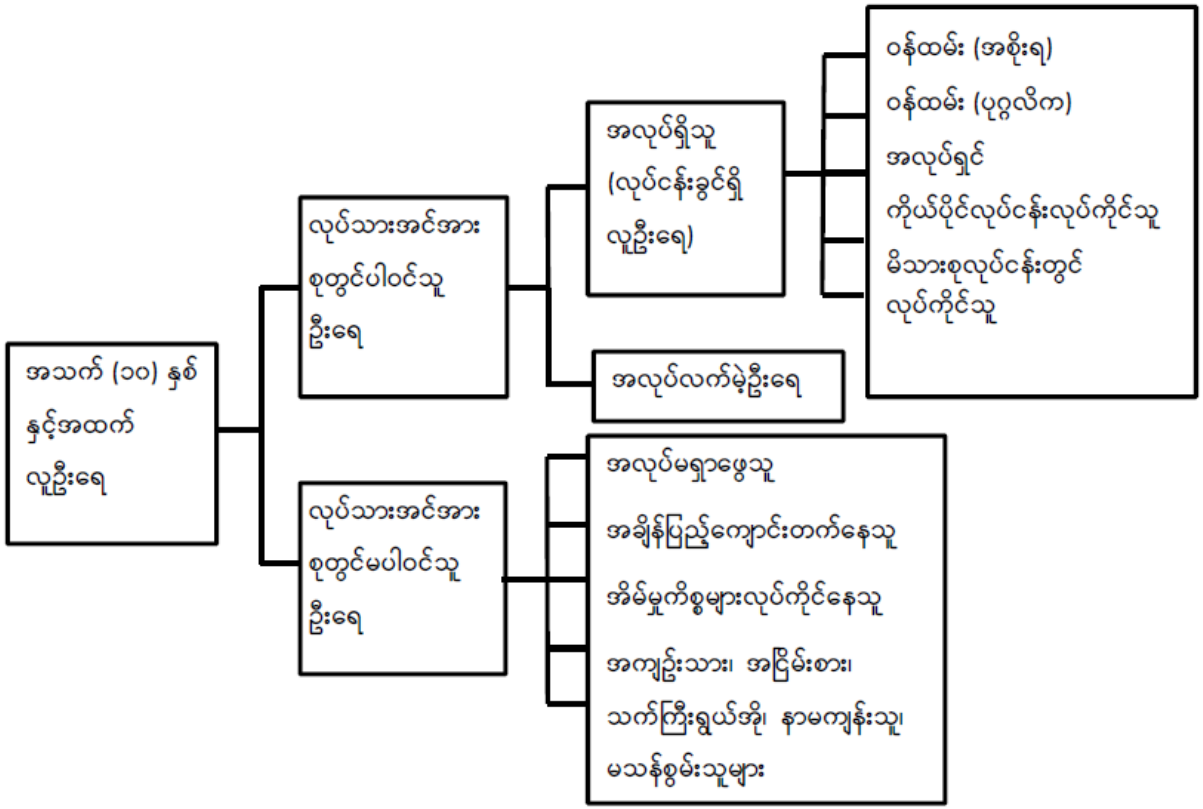 အသက် (၁၀) နှစ်
နှင့်အထက်
လူဦးရေ
လုပ်သားအင်အား
စုတွင်ပါဝင်သူ
ဦးရေ
အလုပ်ရှိသူ
(လုပ်ငန်းခွင်ရှိ
လူဦးရေ)
ဝန်ထမ်း (အစိုးရ)
ဝန်ထမ်း (ပုဂ္ဂလိက)
အလုပ်ရှင်
ကိုယ်ပိုင်လုပ်ငန်းလုပ်ကိုင်သူ
မိသားစုလုပ်ငန်းတွင်
လုပ်ကိုင်သူ
အလုပ်လက်မဲ့ဦးရေ
လုပ်သားအင်အား
စုတွင်မပါဝင်သူ
ဦးရေ
အလုပ်မရှာဖွေသူ
အချိန်ပြည့်ကျောင်းတက်နေသူ
အိမ်မှုကိစ္စများလုပ်ကိုင်နေသူ
အကျဉ်းသား၊ အငြိမ်းစား၊
သက်ကြီးရွယ်အို၊ နာမကျန်းသူ၊
မသန်စွမ်းသူများ